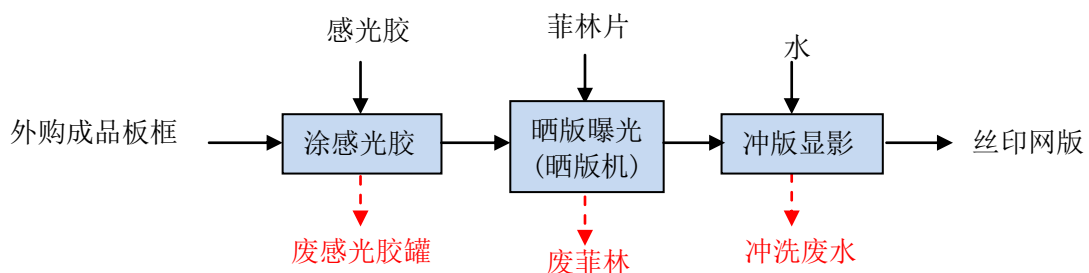 感光胶
菲林片
水
外购成品板框
涂感光胶
晒版曝光
(晒版机)
冲版显影
丝印网版
废感光胶罐
废菲林
冲洗废水